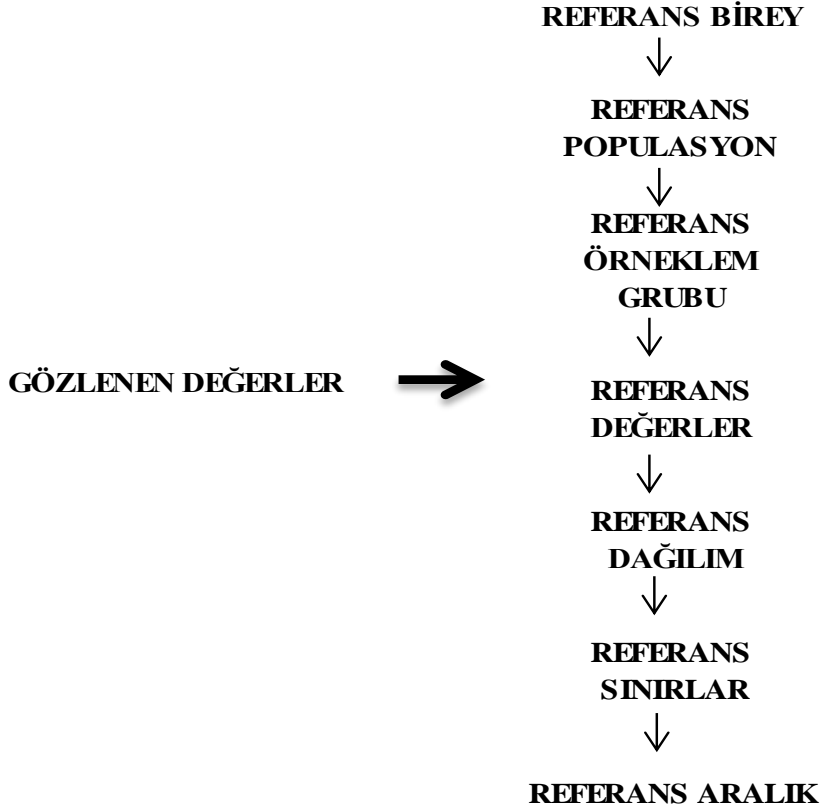 REFERANS BİREY
REFERANS
POPULASYON
REFERANS
ÖRNEKLEM
GRUBU
GÖZLENEN DEĞERLER
REFERANS
DEĞERLER
REFERANS
DAĞILIM
REFERANS
SINIRLAR
REFERANS ARALIK